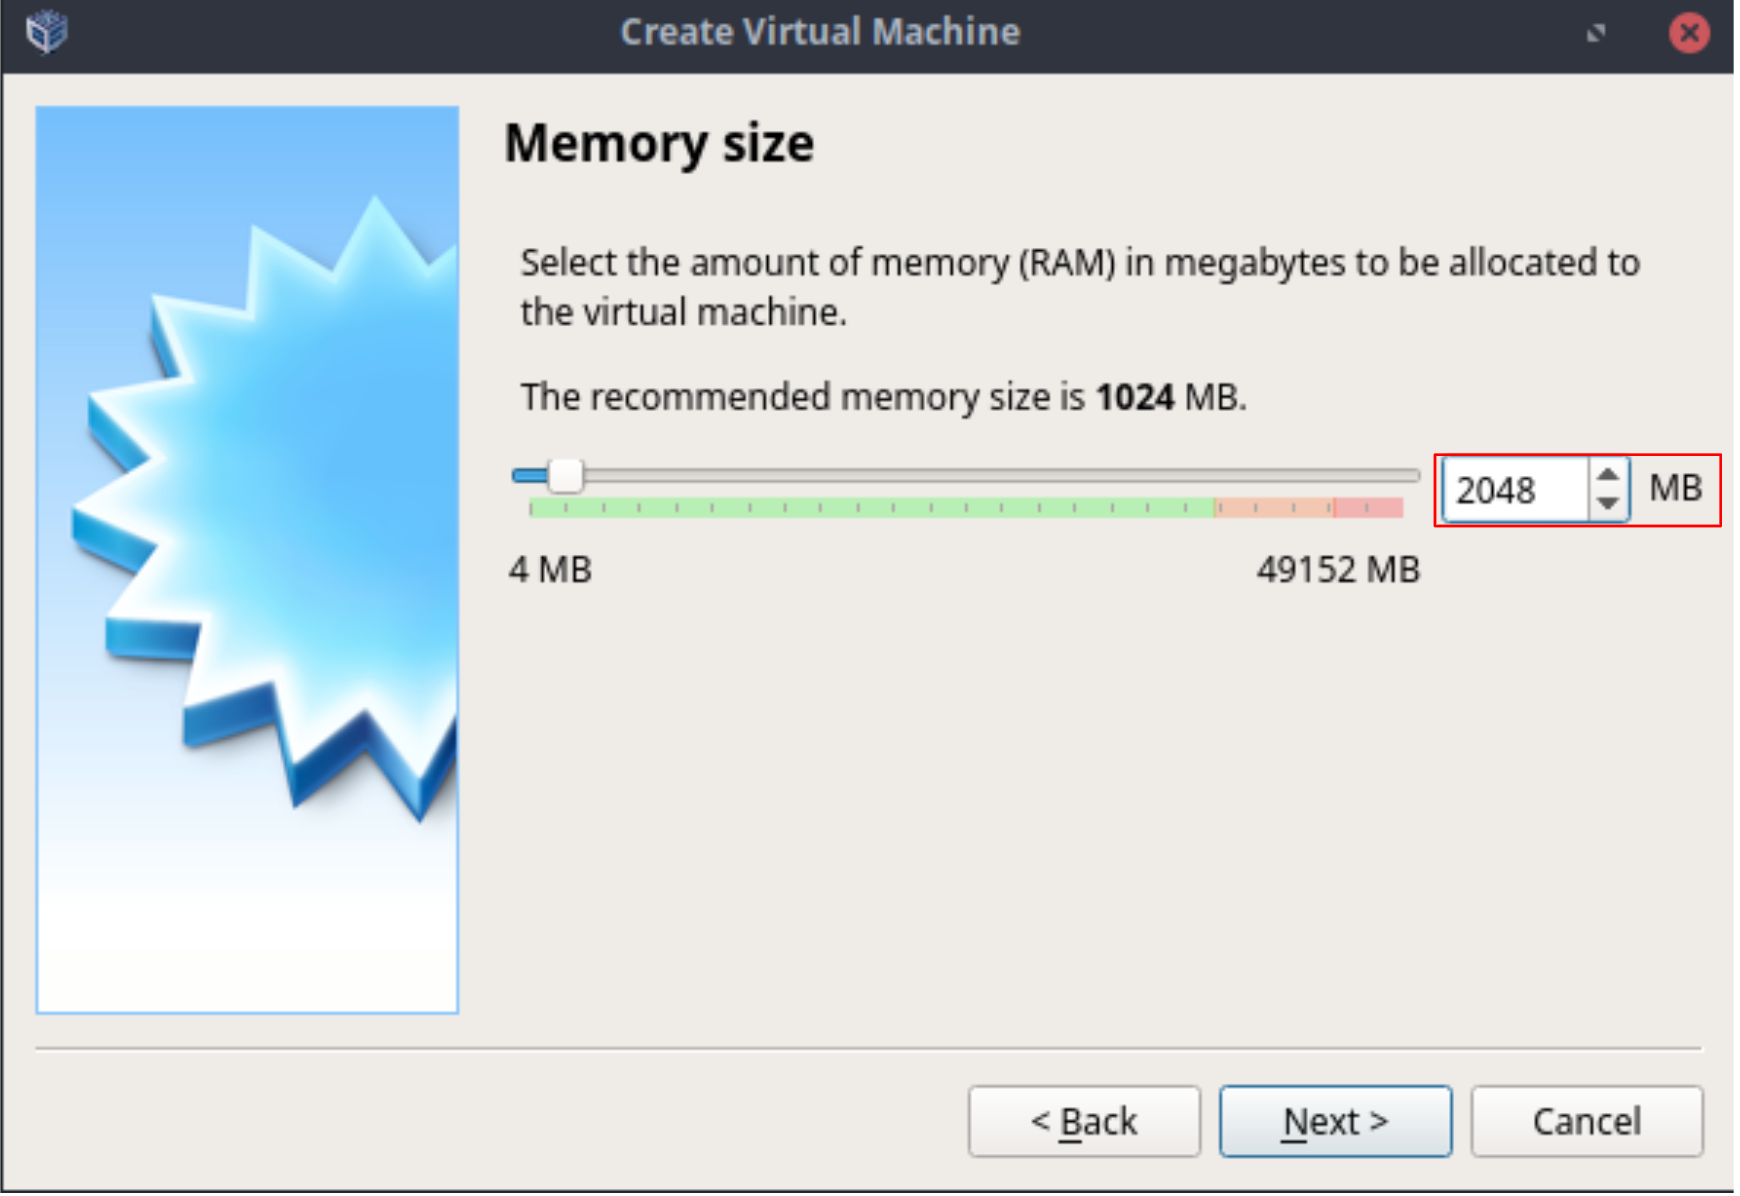 Create Virtual Machine
Memory size
Select the amount of memory (RAM) in megabytes to be allocated to
the virtual machine.
The recommended memory size is 1024 MB.
2048 MB
4 MB 49152 MB
< Back Next > Cancel